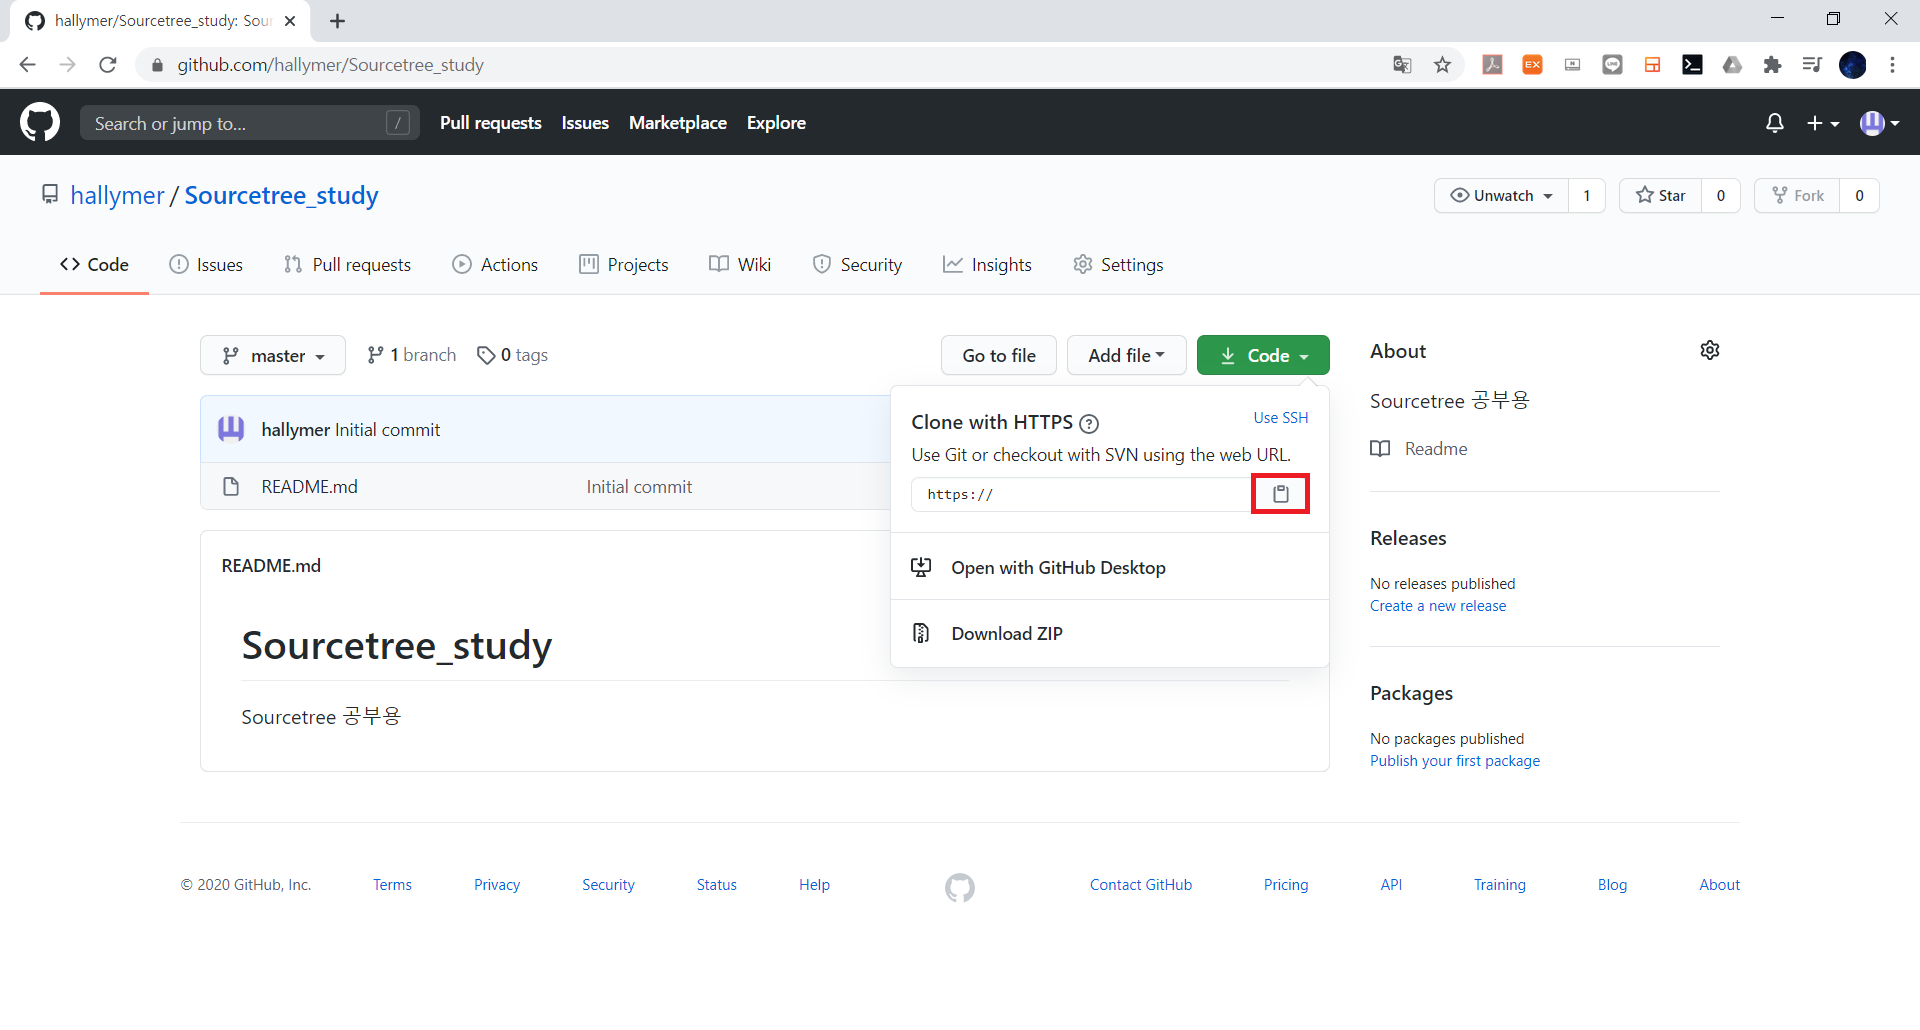 hallymer/Sourcetree_study: Sour
github.com/hallymer/Sourcetree_study
Search or jump to... /
Pull requests Issues Marketplace Explore
hallymer / Sourcetree_study
Unwatch 1 Star 0 Fork 0
Code Issues Pull requests Actions Projects Wiki Security Insights Settings
master 1 branch 0 tags
Go to file Add file Code
hallymer Initial commit
README.md Initial commit
README.md
Sourcetree_study
Sourcetree 공부용
Clone with HTTPS ? Use SSH
Use Git or checkout with SVN using the web URL.
https://
Open with GitHub Desktop
Download ZIP
About
Sourcetree 공부용
Readme
Releases
No releases published
Create a new release
Packages
No packages published
Publish your first package
© 2020 GitHub, Inc. Terms Privacy Security Status Help Contact GitHub Pricing API Training Blog About